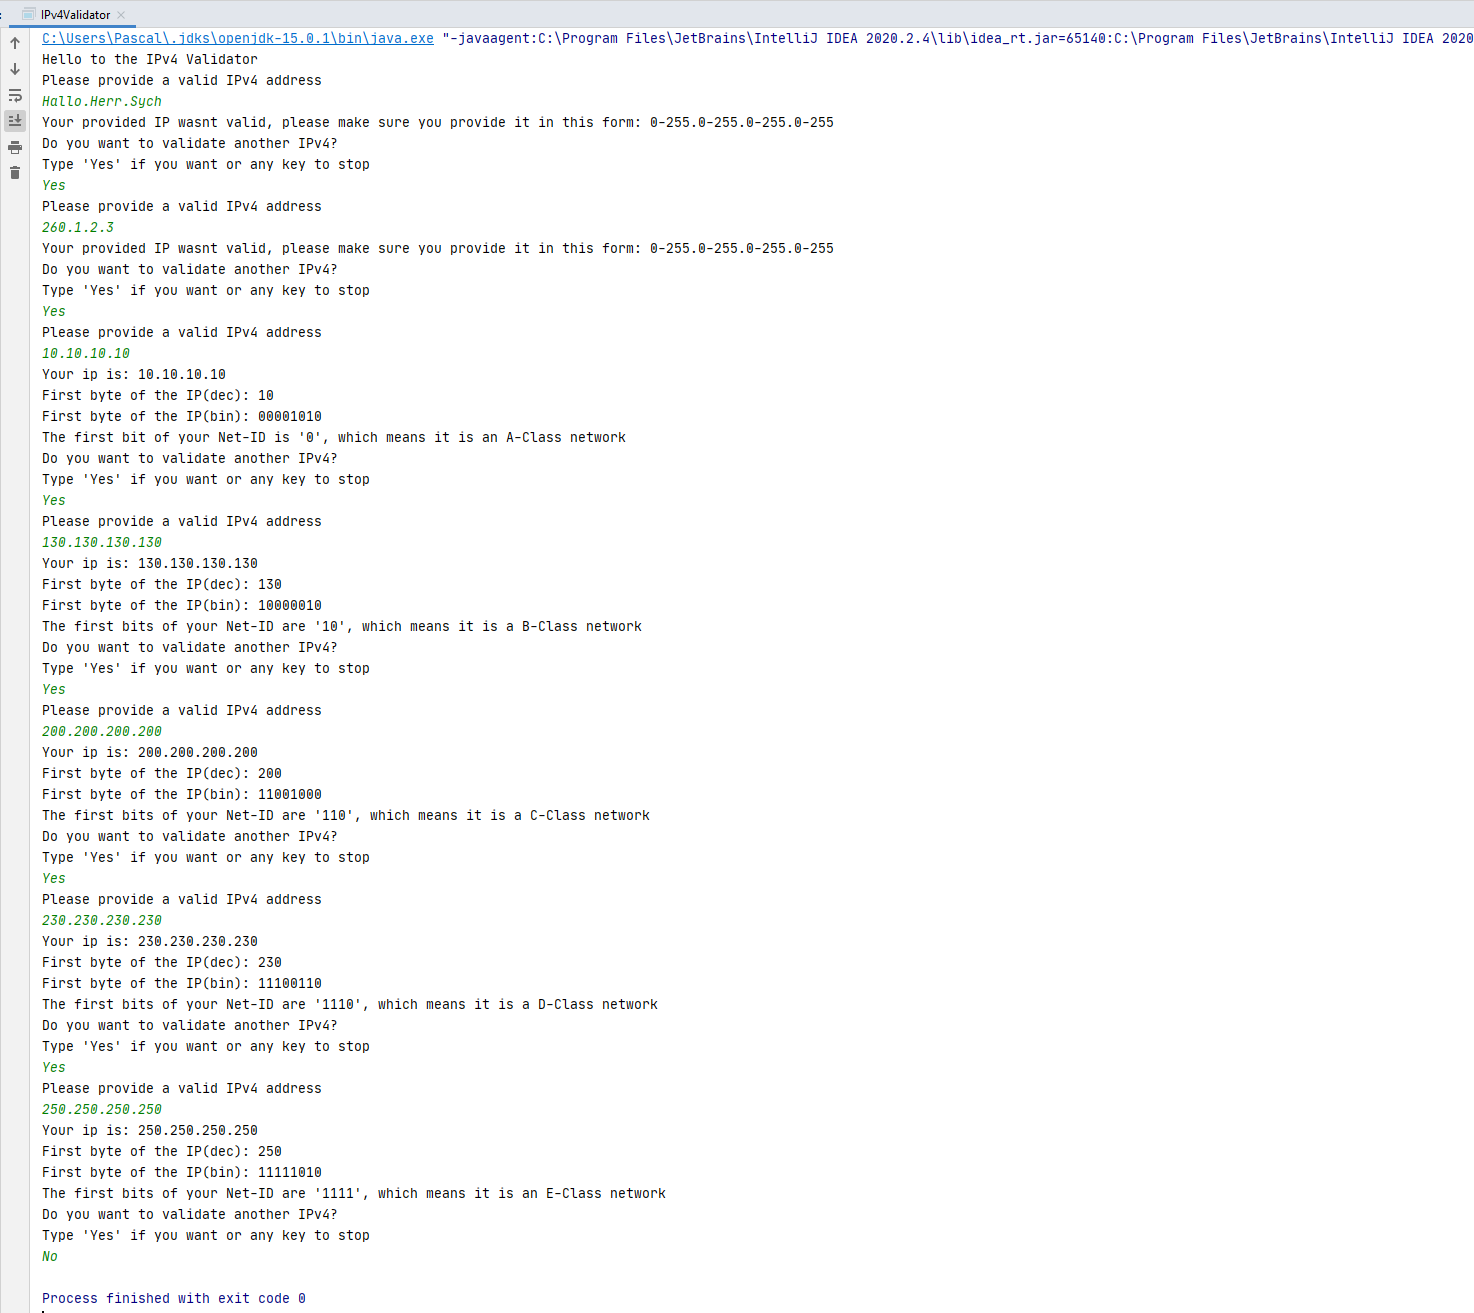 IPv4Validator
C:\Users\Pascal\.jdks\openjdk-15.0.1\bin\java.exe "-javaagent:C:\Program Files\JetBrains\IntelliJ IDEA 2020.2.4\lib\idea_rt.jar=65140:C:\Program Files\JetBrains\IntelliJ IDEA 2020
Hello to the IPv4 Validator
Please provide a valid IPv4 address
Hallo.Herr.Sych
Your provided IP wasnt valid, please make sure you provide it in this form: 0-255.0-255.0-255.0-255
Do you want to validate another IPv4?
Type 'Yes' if you want or any key to stop
Yes
Please provide a valid IPv4 address
260.1.2.3
Your provided IP wasnt valid, please make sure you provide it in this form: 0-255.0-255.0-255.0-255
Do you want to validate another IPv4?
Type 'Yes' if you want or any key to stop
Yes
Please provide a valid IPv4 address
10.10.10.10
Your ip is: 10.10.10.10
First byte of the IP(dec): 10
First byte of the IP(bin): 00001010
The first bit of your Net-ID is '0', which means it is an A-Class network
Do you want to validate another IPv4?
Type 'Yes' if you want or any key to stop
Yes
Please provide a valid IPv4 address
130.130.130.130
Your ip is: 130.130.130.130
First byte of the IP(dec): 130
First byte of the IP(bin): 10000010
The first bits of your Net-ID are '10', which means it is a B-Class network
Do you want to validate another IPv4?
Type 'Yes' if you want or any key to stop
Yes
Please provide a valid IPv4 address
200.200.200.200
Your ip is: 200.200.200.200
First byte of the IP(dec): 200
First byte of the IP(bin): 11001000
The first bits of your Net-ID are '110', which means it is a C-Class network
Do you want to validate another IPv4?
Type 'Yes' if you want or any key to stop
Yes
Please provide a valid IPv4 address
230.230.230.230
Your ip is: 230.230.230.230
First byte of the IP(dec): 230
First byte of the IP(bin): 11100110
The first bits of your Net-ID are '1110', which means it is a D-Class network
Do you want to validate another IPv4?
Type 'Yes' if you want or any key to stop
Yes
Please provide a valid IPv4 address
250.250.250.250
Your ip is: 250.250.250.250
First byte of the IP(dec): 250
First byte of the IP(bin): 11111010
The first bits of your Net-ID are '1111', which means it is an E-Class network
Do you want to validate another IPv4?
Type 'Yes' if you want or any key to stop
No
Process finished with exit code 0